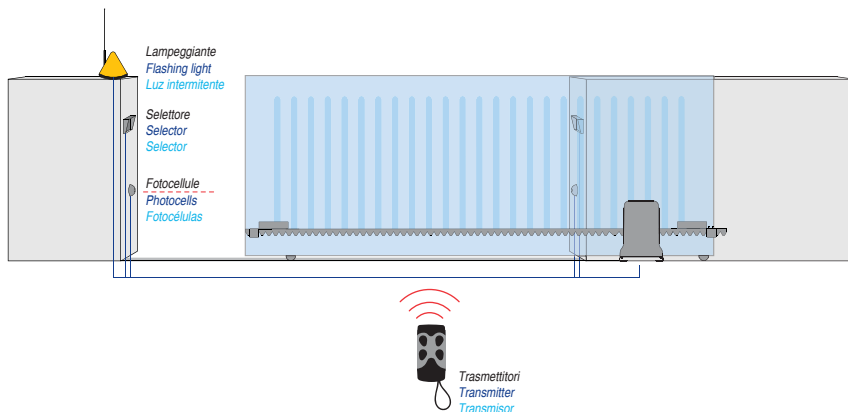 Lampeggiante
Flashing light
Luz intermitente
Selettore
Selector
Selector
Fotocellule
Photocells
Fotocélulas
Trasmettitori
Transmitter
Transmisor